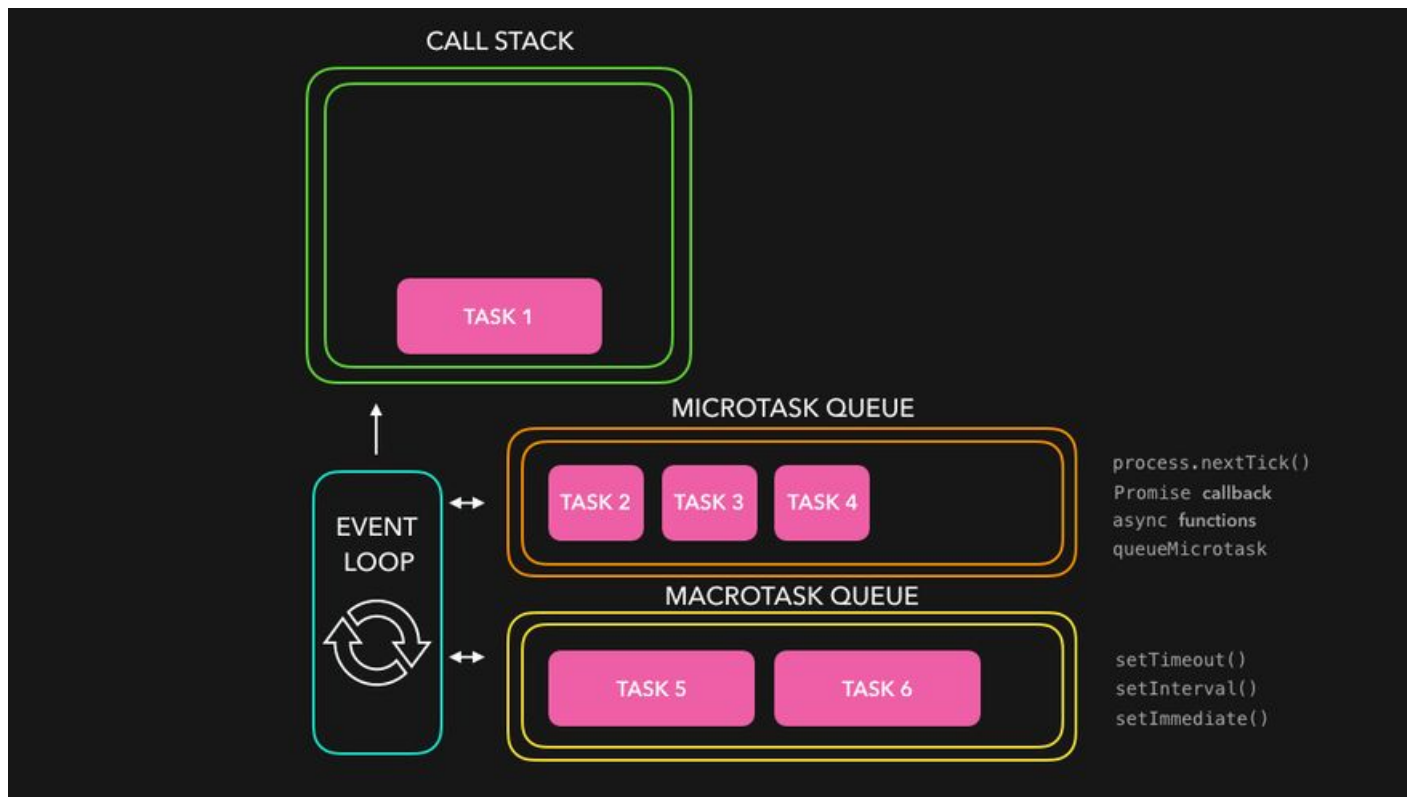 CALL STACK
TASK 1
MICROTASK QUEUE
TASK 2 TASK 3 TASK 4
process.nextTick()
Promise callback
async functions
queueMicrotask
EVENT
LOOP
MACROTASK QUEUE
TASK 5 TASK 6
setTimeout()
setInterval()
setImmediate()